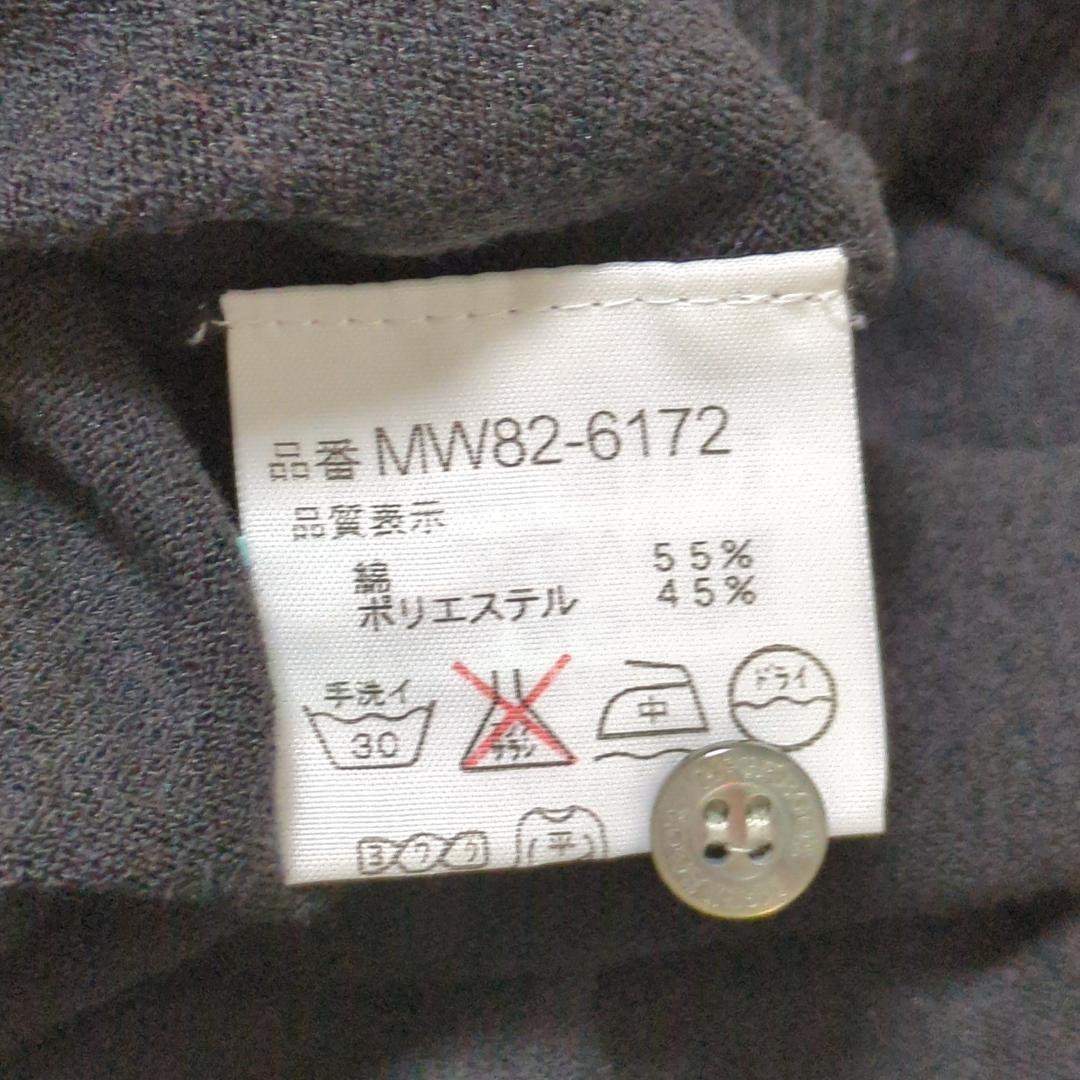 品番 MW82-6172
品質表示
綿 55%
ポリエステル 45%
手洗イ
30
中
ドライ
平